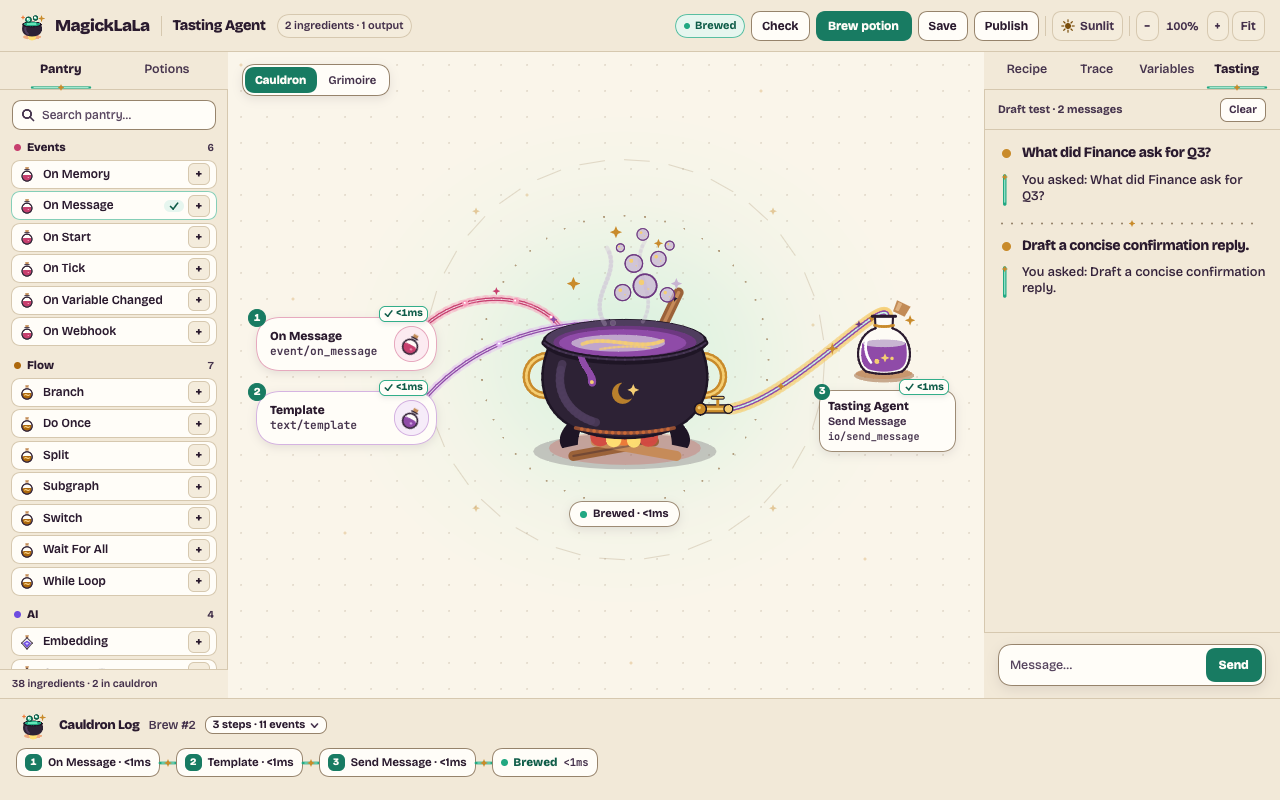 MagickLaLa
Tasting Agent
2 ingredients · 1 output
Brewed
Check
Brew potion
Save
Publish
Sunlit
−
100%
+
Fit
Pantry
Potions
Search pantry...
Events 6
On Memory +
On Message +
On Start +
On Tick +
On Variable Changed +
On Webhook +
Flow 7
Branch +
Do Once +
Split +
Subgraph +
Switch +
Wait For All +
While Loop +
AI 4
Embedding +
38 ingredients · 2 in cauldron
Cauldron
Grimoire
1
<1ms
On Message
event/on_message
2
<1ms
Template
text/template
Brewed · <1ms
3
<1ms
Tasting Agent
Send Message
io/send_message
Recipe
Trace
Variables
Tasting
Draft test · 2 messages
Clear
What did Finance ask for Q3?
You asked: What did Finance ask for
Q3?
Draft a concise confirmation reply.
You asked: Draft a concise confirmation
reply.
Message...
Send
Cauldron Log
Brew #2
3 steps · 11 events
1 On Message · <1ms
2 Template · <1ms
3 Send Message · <1ms
Brewed <1ms